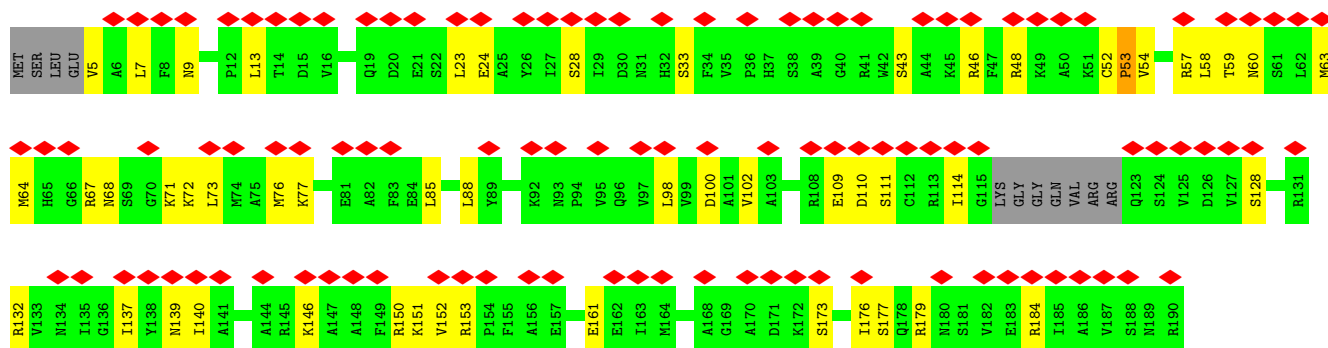 MET SER LEU GLU V5 A6 L7 F8 N9 P12 L13 T14 D15 V16 Q19 D20 E21 S22 L23 E24 A25 Y26 I27 S28 I29 D30 N31 H32 S33 F34 V35 P36 H37 S38 A39 G40 R41 W42 S43 A44 K45 R46 F47 R48 K49 A50 K51 C52 P53 V54 R57 L58 T59 N60 S61 L62 M63
M64 H65 G66 R67 N68 S69 G70 K71 K72 L73 M74 A75 M76 K77 E81 A82 F83 E84 L85 L88 Y89 K92 N93 P94 V95 Q96 V97 L98 V99 D100 A101 V102 A103 R108 E109 D110 S111 C112 R113 I114 G115 LYS GLY GLY GLN VAL ARG ARG Q123 S124 V125 D126 V127 S128 R131
R132 V133 N134 I135 G136 I137 Y138 N139 I140 A141 A144 R145 K146 A147 A148 F149 R150 K151 V152 R153 P154 F155 A156 E157 E161 E162 I163 M164 A168 G169 A170 D171 K172 S173 I176 S177 Q178 R179 N180 S181 V182 E183 R184 I185 A186 V187 S188 N189 R190